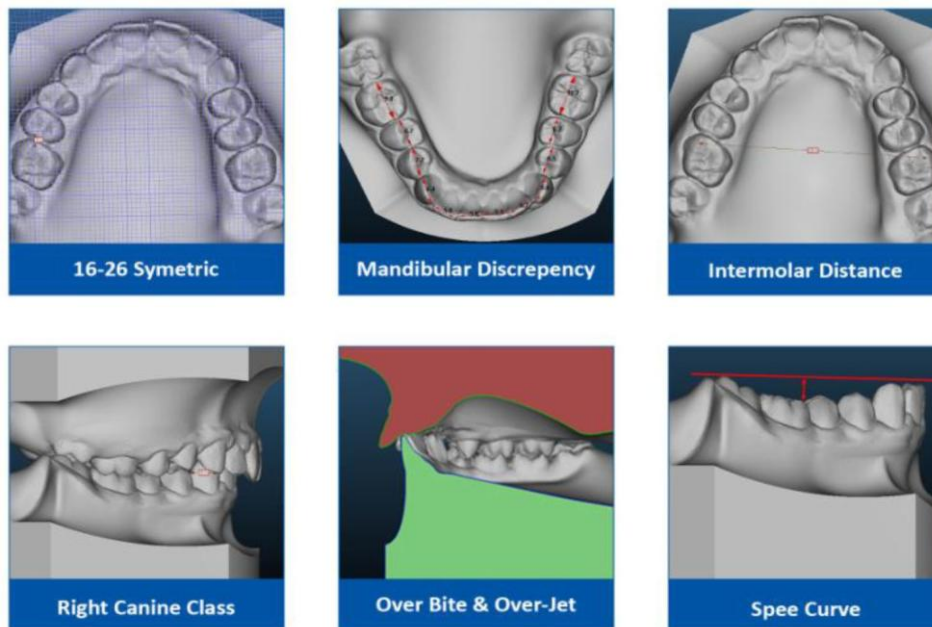 16-26 Symetric
Mandibular Discrepency
Intermolar Distance
Right Canine Class
Over Bite & Over-Jet
Spee Curve